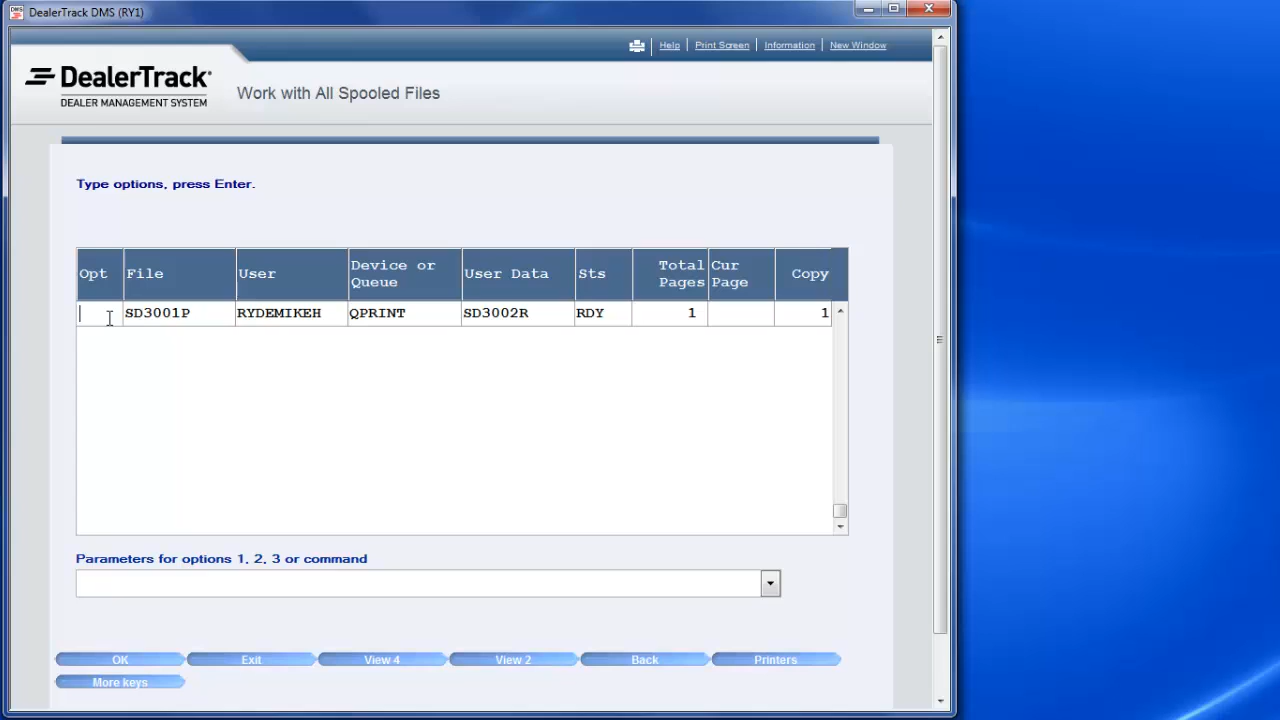 DMS DealerTrack DMS (RY1)
Help Print Screen Information New Window
DealerTrack
DEALER MANAGEMENT SYSTEM
Work with All Spooled Files
Type options, press Enter.
Opt File User Device or Queue User Data Sts Total Pages Cur Page Copy
SD3001P RYDEMIKEH QPRINT SD3002R RDY 1 1
Parameters for options 1, 2, 3 or command
OK Exit View 4 View 2 Back Printers
More keys